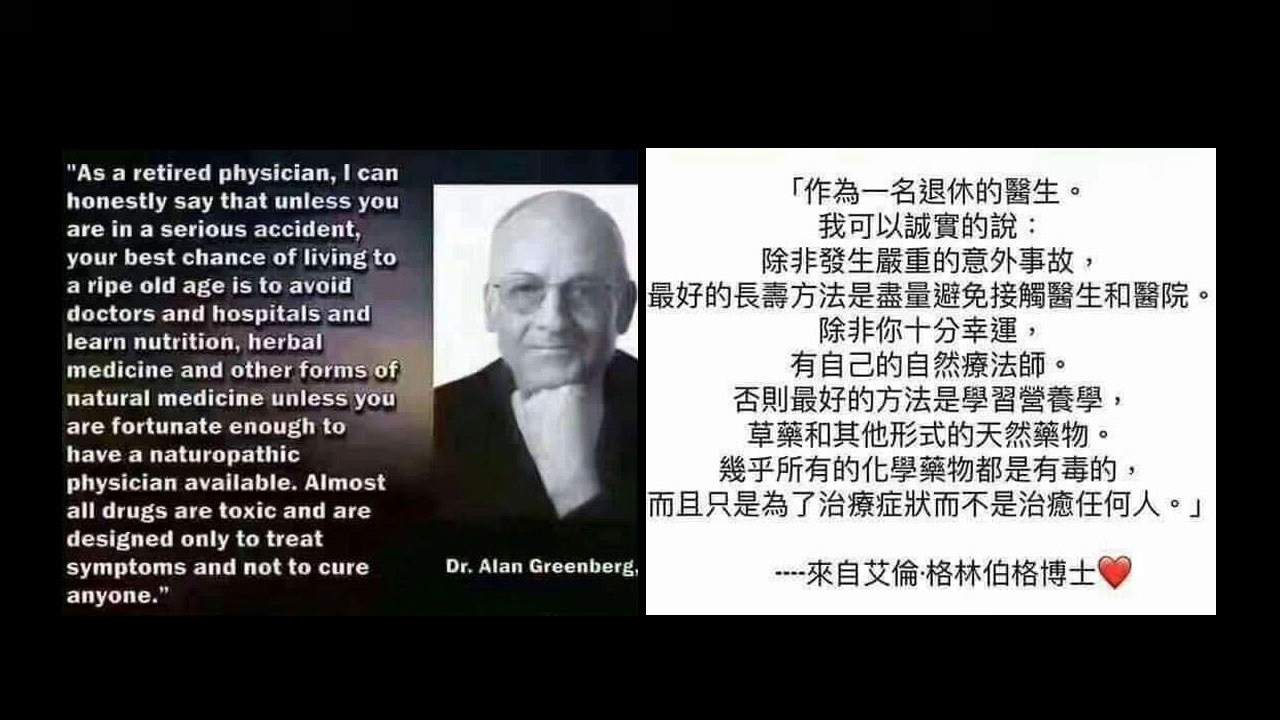 "As a retired physician, I can
honestly say that unless you
are in a serious accident,
your best chance of living to
a ripe old age is to avoid
doctors and hospitals and
learn nutrition, herbal
medicine and other forms of
natural medicine unless you
are fortunate enough to
have a naturopathic
physician available. Almost
all drugs are toxic and are
designed only to treat
symptoms and not to cure
anyone.”
Dr. Alan Greenberg,
「作為一名退休的醫生。
我可以誠實的說：
除非發生嚴重的意外事故，
最好的長壽方法是盡量避免接觸醫生和醫院。
除非你十分幸運，
有自己的自然療法師。
否則最好的方法是學習營養學，
草藥和其他形式的天然藥物。
幾乎所有的化學藥物都是有毒的，
而且只是為了治療症狀而不是治癒任何人。」
----來自艾倫·格林伯格博士❤️